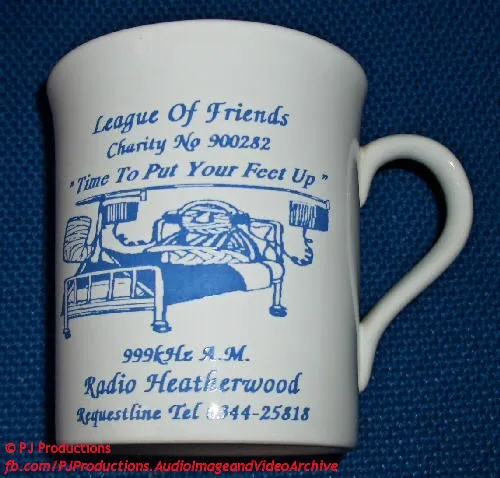 League Of Friends
Charity No 900282
"Time To Put Your Feet Up"
999kHz A.M.
Radio Heatherwood
Requestline Tel 0344-25818
© PJ Productions
fb.com/PJProductions.AudioImageandVideoArchive